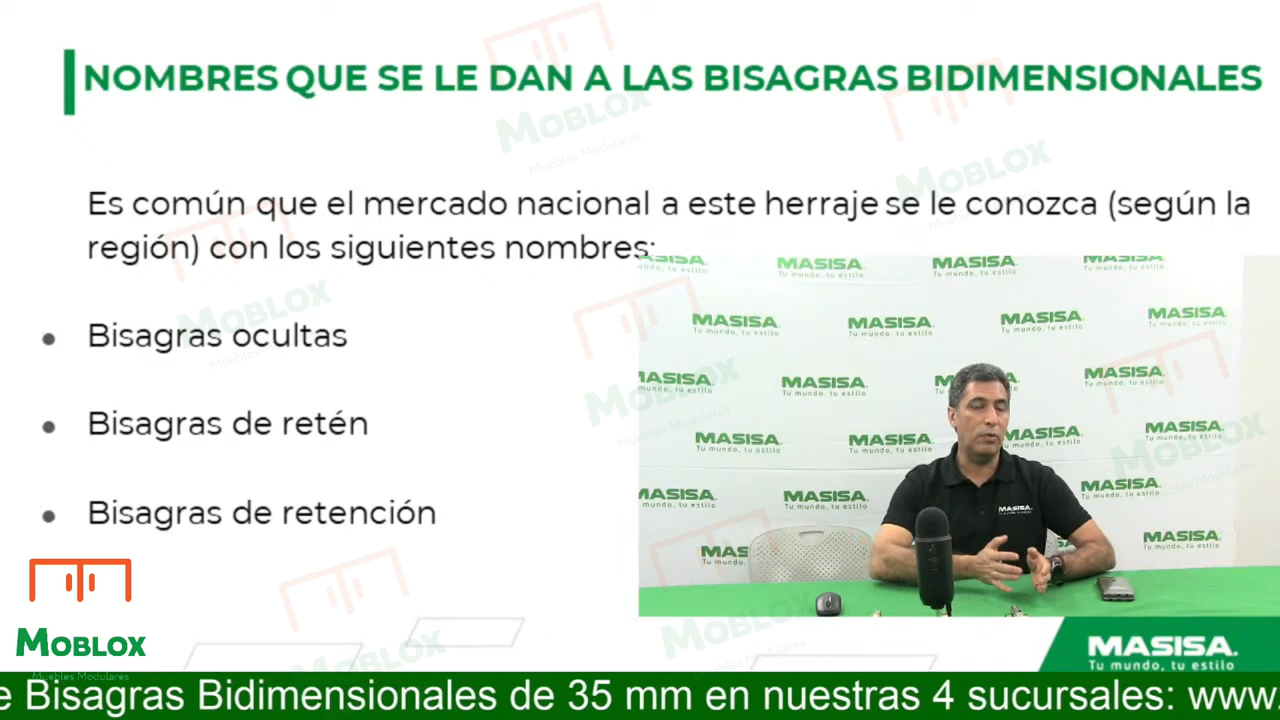 NOMBRES QUE SE LE DAN A LAS BISAGRAS BIDIMENSIONALES
Es común que el mercado nacional a este herraje se le conozca (según la
región) con los siguientes nombres:
Bisagras ocultas
Bisagras de retén
Bisagras de retención
MASISA
Tu mundo, tu estilo
MOBLOX
Muebles Modulares
MASISA.
Tu mundo, tu estilo
e Bisagras Bidimensionales de 35 mm en nuestras 4 sucursales: www.